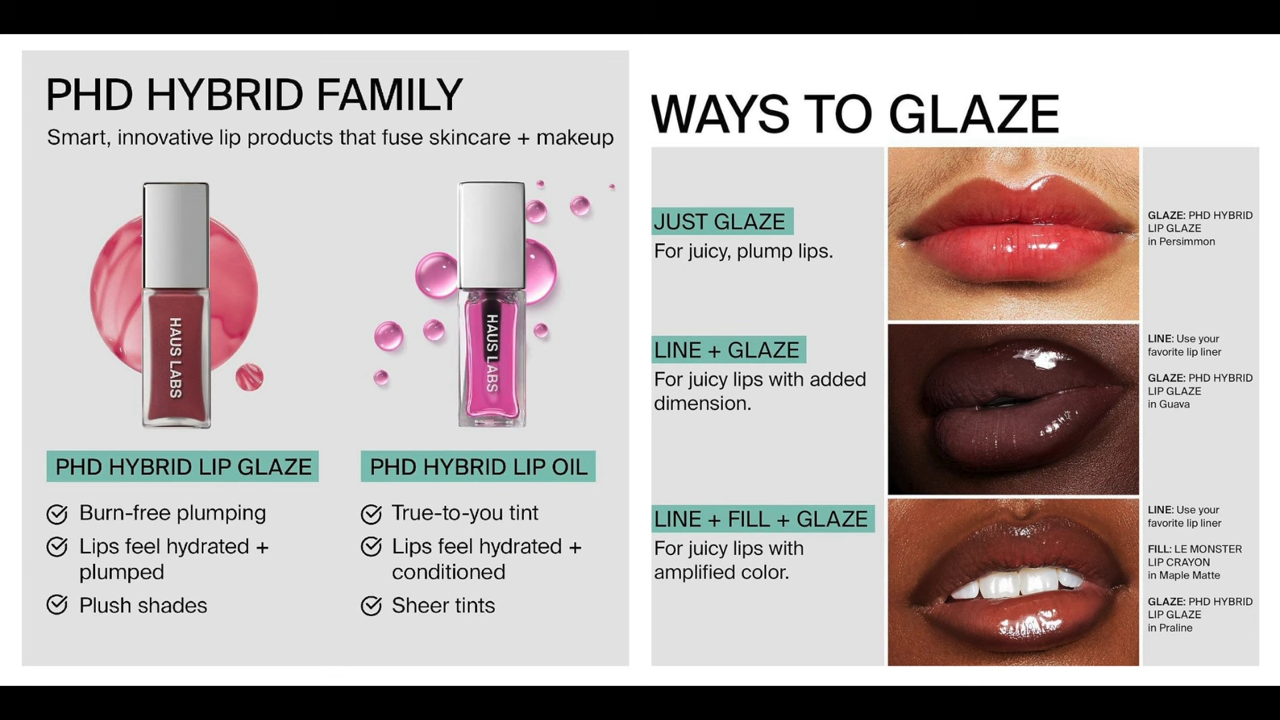 PHD HYBRID FAMILY
Smart, innovative lip products that fuse skincare + makeup
HAUS LABS
HAUS LABS
PHD HYBRID LIP GLAZE
Burn-free plumping
Lips feel hydrated +
plumped
Plush shades
PHD HYBRID LIP OIL
True-to-you tint
Lips feel hydrated +
conditioned
Sheer tints
WAYS TO GLAZE
JUST GLAZE
For juicy, plump lips.
GLAZE: PHD HYBRID
LIP GLAZE
in Persimmon
LINE + GLAZE
For juicy lips with added
dimension.
LINE: Use your
favorite lip liner
GLAZE: PHD HYBRID
LIP GLAZE
in Guava
LINE + FILL + GLAZE
For juicy lips with
amplified color.
LINE: Use your
favorite lip liner
FILL: LE MONSTER
LIP CRAYON
in Maple Matte
GLAZE: PHD HYBRID
LIP GLAZE
in Praline